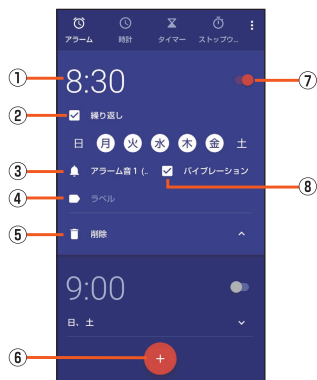 アラーム 時計 タイマー ストップウ...
① 8:30 ⑦
② 繰り返し
日 月 火 水 木 金 土
③ アラーム音1 (.. バイブレーション
④ ラベル ⑧
⑤ 削除
9:00
日、土
⑥ +